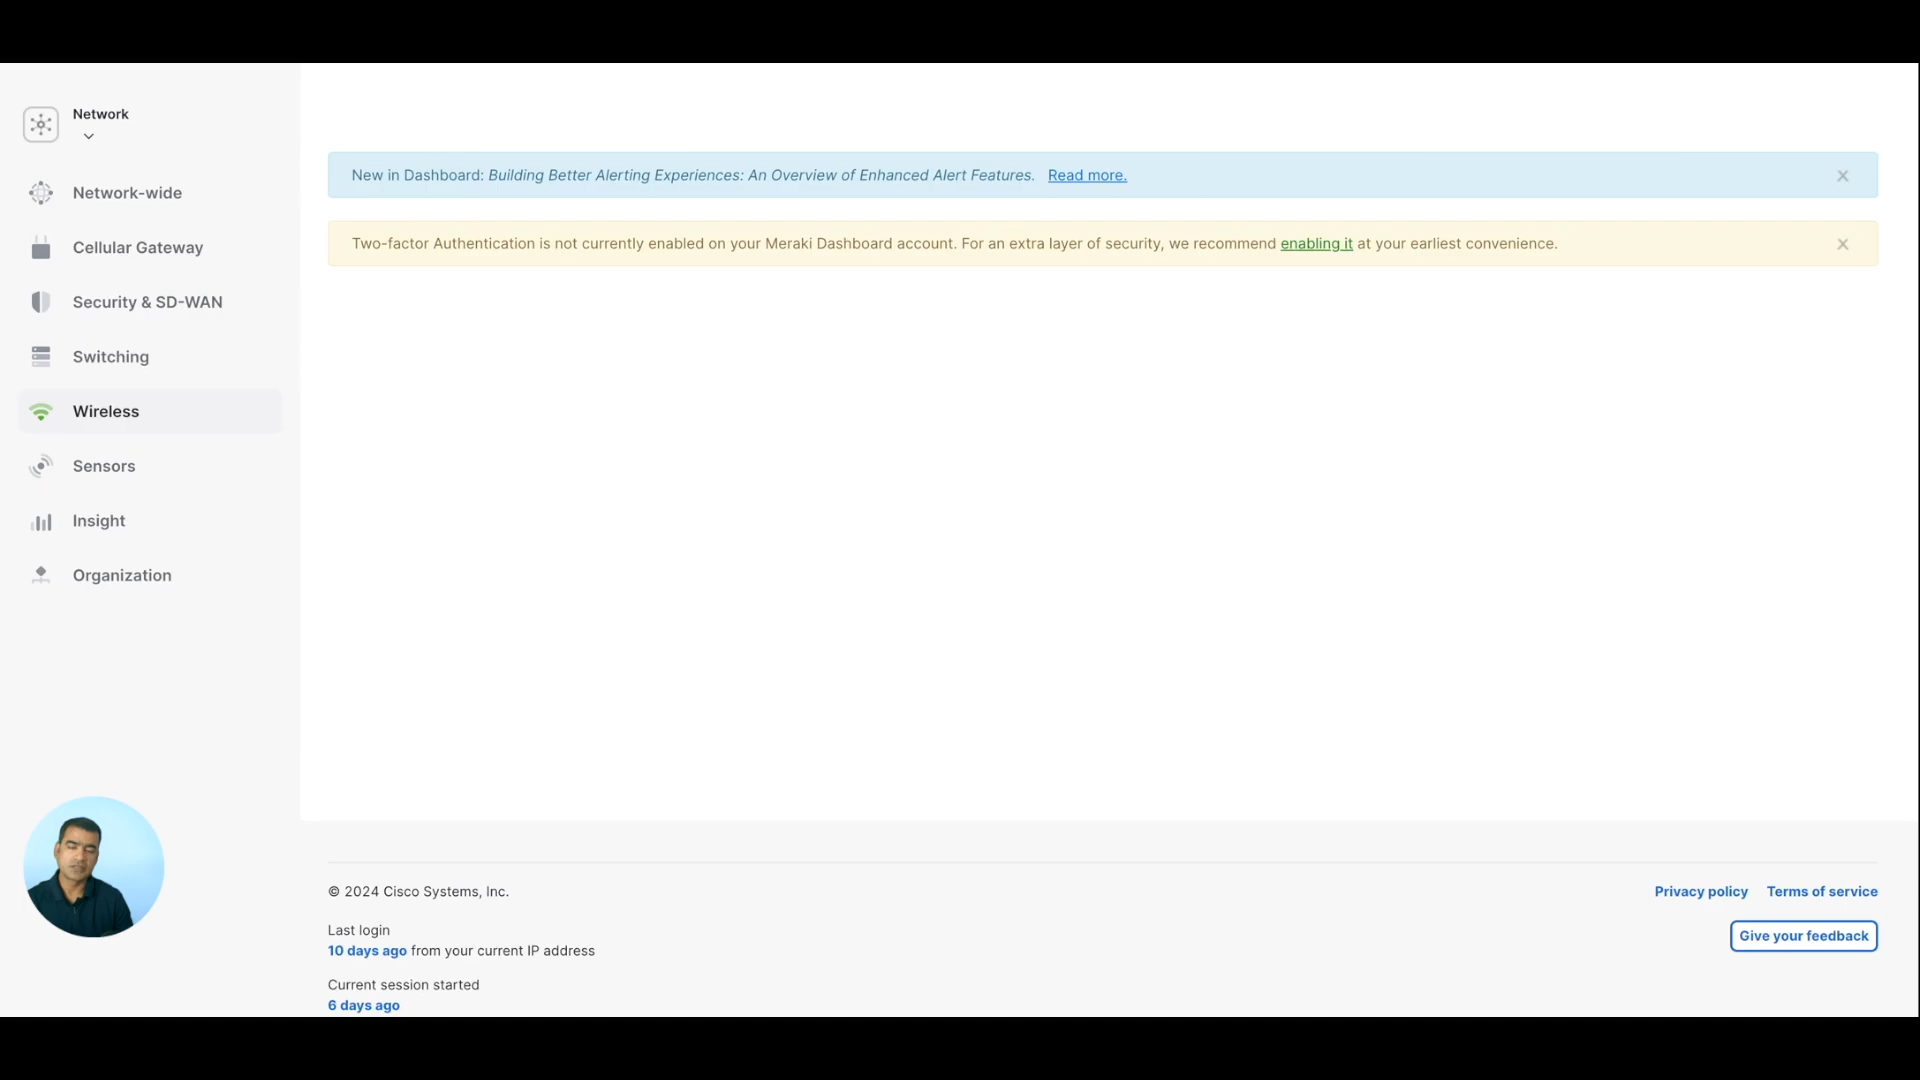 Network
Network-wide
Cellular Gateway
Security & SD-WAN
Switching
Wireless
Sensors
Insight
Organization
New in Dashboard: Building Better Alerting Experiences: An Overview of Enhanced Alert Features. Read more.
Two-factor Authentication is not currently enabled on your Meraki Dashboard account. For an extra layer of security, we recommend enabling it at your earliest convenience.
© 2024 Cisco Systems, Inc.
Privacy policy Terms of service
Last login
10 days ago from your current IP address
Give your feedback
Current session started
6 days ago